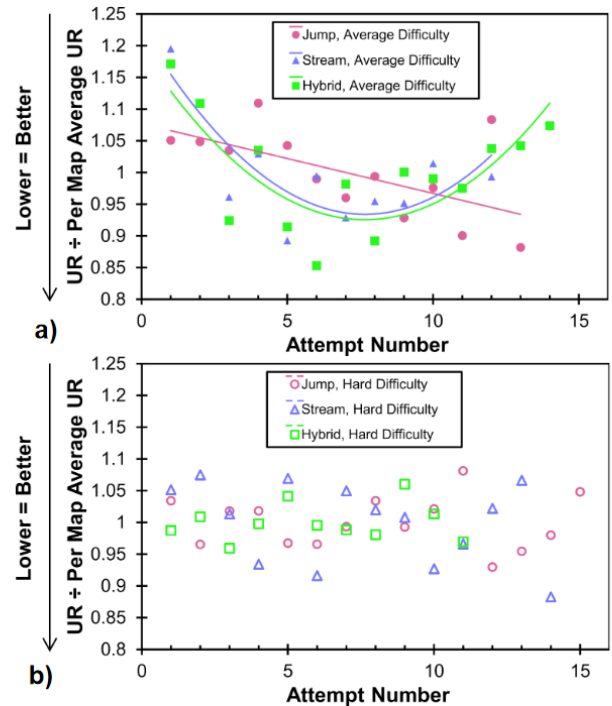 1.25
1.2
1.15
1.1
1.05
1
0.95
0.9
0.85
0.8
Lower = Better
UR ÷ Per Map Average UR
Jump, Average Difficulty
Stream, Average Difficulty
Hybrid, Average Difficulty
0 5 10 15
Attempt Number
a)
1.25
1.2
1.15
1.1
1.05
1
0.95
0.9
0.85
0.8
Lower = Better
UR ÷ Per Map Average UR
Jump, Hard Difficulty
Stream, Hard Difficulty
Hybrid, Hard Difficulty
0 5 10 15
Attempt Number
b)